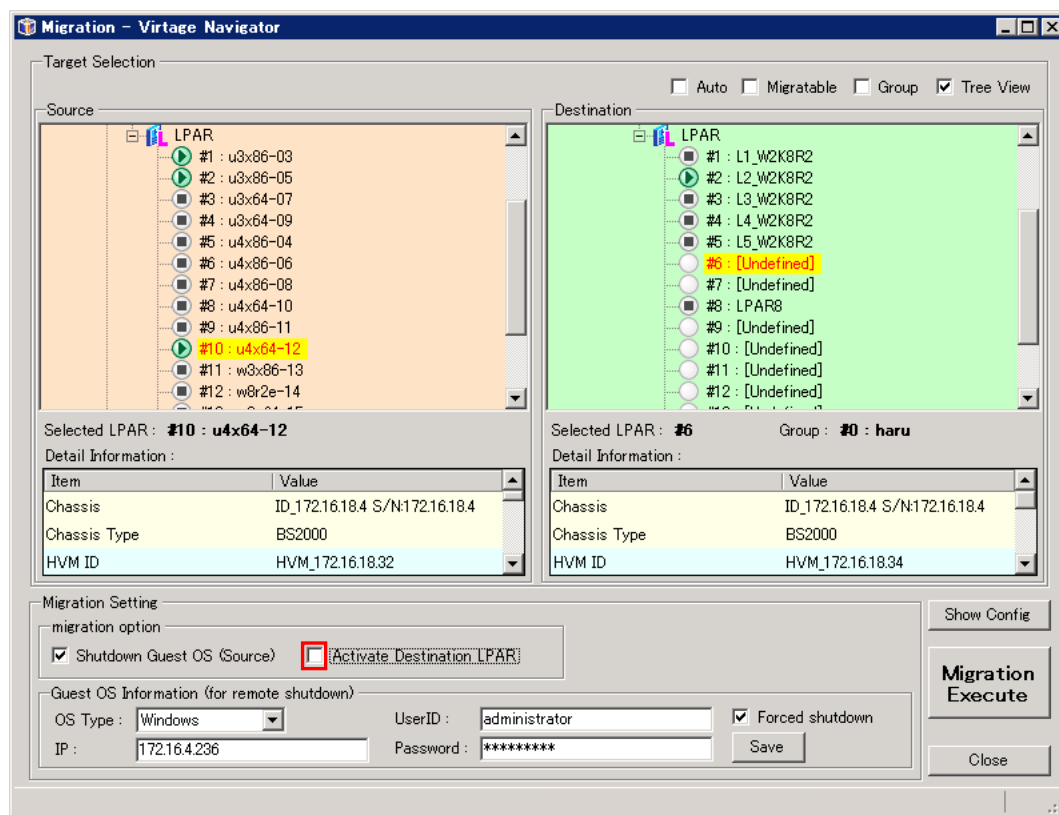 Migration - Virtage Navigator
Target Selection
Auto Migratable Group Tree View
Source
LPAR
#1 : u3x86-03
#2 : u3x86-05
#3 : u3x64-07
#4 : u3x64-09
#5 : u4x86-04
#6 : u4x86-06
#7 : u4x86-08
#8 : u4x64-10
#9 : u4x86-11
#10 : u4x64-12
#11 : w3x86-13
#12 : w8r2e-14
Selected LPAR : #10 : u4x64-12
Detail Information :
Item Value
Chassis ID_172.16.18.4 S/N:172.16.18.4
Chassis Type BS2000
HVM ID HVM_172.16.18.32
Destination
LPAR
#1 : L1_W2K8R2
#2 : L2_W2K8R2
#3 : L3_W2K8R2
#4 : L4_W2K8R2
#5 : L5_W2K8R2
#6 : [Undefined]
#7 : [Undefined]
#8 : LPAR8
#9 : [Undefined]
#10 : [Undefined]
#11 : [Undefined]
#12 : [Undefined]
Selected LPAR : #6 Group : #0 : haru
Detail Information :
Item Value
Chassis ID_172.16.18.4 S/N:172.16.18.4
Chassis Type BS2000
HVM ID HVM_172.16.18.34
Migration Setting
migration option
Shutdown Guest OS (Source) Activate Destination LPAR
Guest OS Information (for remote shutdown)
OS Type : Windows UserID : administrator Forced shutdown
IP : 172.16.4.236 Password : ********* Save
Show Config
Migration
Execute
Close